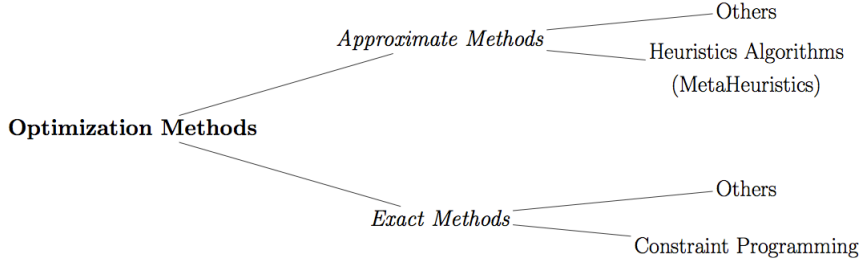 Others
Approximate Methods
Heuristics Algorithms
(MetaHeuristics)
Optimization Methods
Others
Exact Methods
Constraint Programming